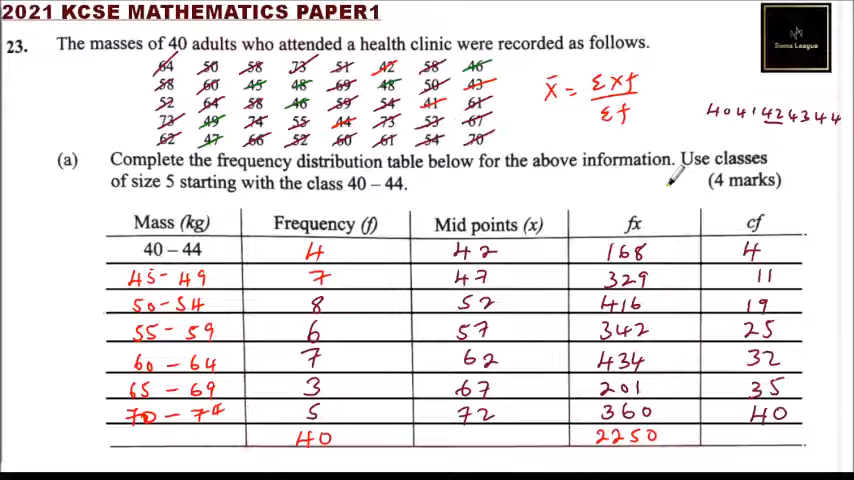 2021 KCSE MATHEMATICS PAPER1
Soma League
23. The masses of 40 adults who attended a health clinic were recorded as follows.
64 50 58 73 51 42 58 46
58 60 45 48 69 48 50 43
52 64 58 46 59 54 41 61
73 49 74 55 44 73 53 67
62 47 66 52 60 61 54 70
x̄ = Σxf / Σf
40 41 42 43 44
(a) Complete the frequency distribution table below for the above information. Use classes
of size 5 starting with the class 40 – 44. (4 marks)
Mass (kg) Frequency (f) Mid points (x) fx cf
40 – 44 4 42 168 4
45 - 49 7 47 329 11
50 - 54 8 52 416 19
55 - 59 6 57 342 25
60 - 64 7 62 434 32
65 - 69 3 67 201 35
70 - 74 5 72 360 40
40 2250